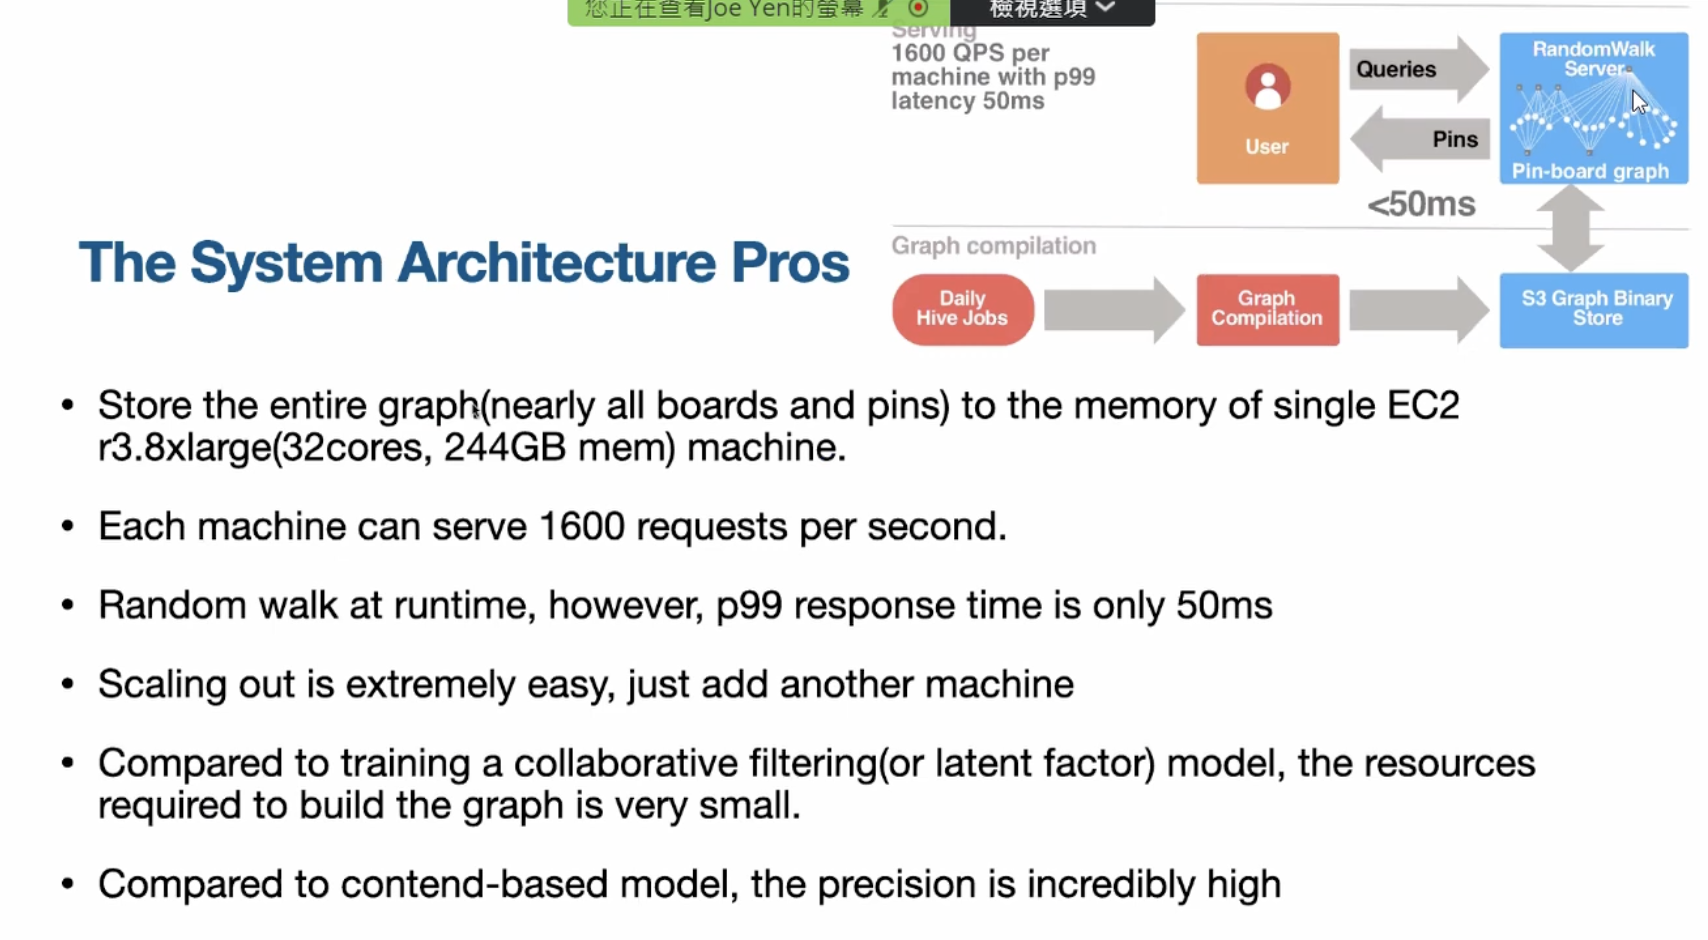 您正在查看Joe Yen的螢幕
檢視選項
Serving
1600 QPS per
machine with p99
latency 50ms
User
Queries
Pins
<50ms
RandomWalk
Server
Pin-board graph
The System Architecture Pros
Graph compilation
Daily
Hive Jobs
Graph
Compilation
S3 Graph Binary
Store
• Store the entire graph(nearly all boards and pins) to the memory of single EC2
r3.8xlarge(32cores, 244GB mem) machine.
• Each machine can serve 1600 requests per second.
• Random walk at runtime, however, p99 response time is only 50ms
• Scaling out is extremely easy, just add another machine
• Compared to training a collaborative filtering(or latent factor) model, the resources
required to build the graph is very small.
• Compared to contend-based model, the precision is incredibly high